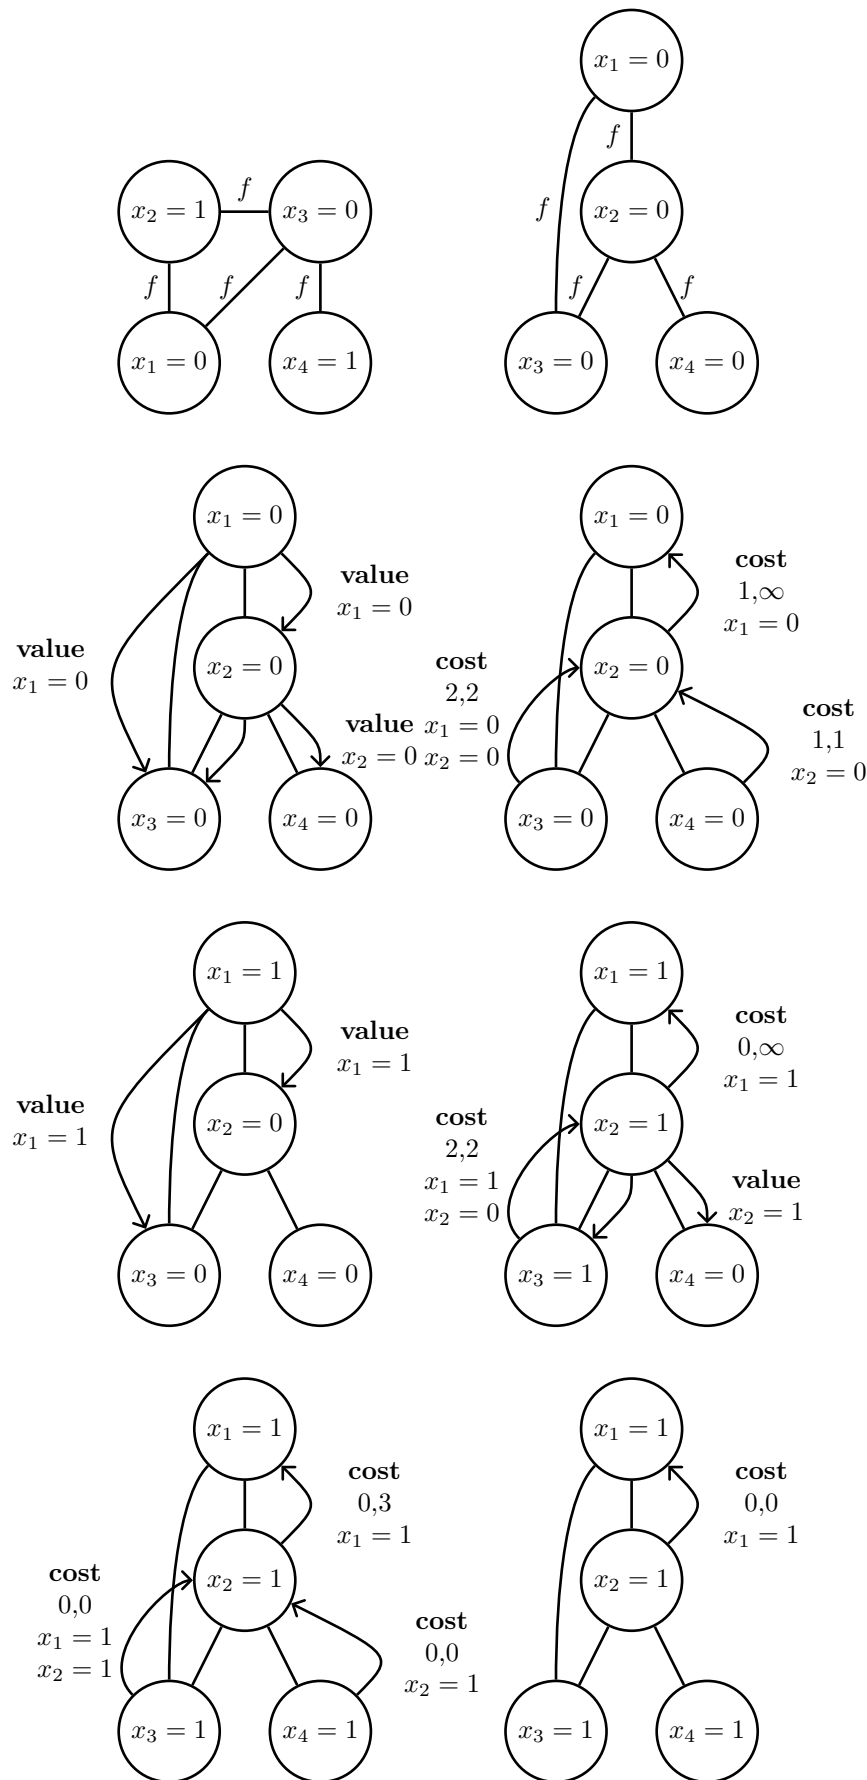 x₁ = 0
f
f
x₂ = 1
f
x₃ = 0
x₂ = 0
f
f
f
f
f
x₁ = 0
x₄ = 1
x₃ = 0
x₄ = 0
x₁ = 0
value
x₁ = 0
value
x₁ = 0
x₂ = 0
value
x₂ = 0
x₃ = 0
x₄ = 0
x₁ = 0
cost
1,∞
x₁ = 0
cost
2,2
x₁ = 0
x₂ = 0
x₂ = 0
cost
1,1
x₂ = 0
x₃ = 0
x₄ = 0
x₁ = 1
value
x₁ = 1
value
x₁ = 1
x₂ = 0
x₃ = 0
x₄ = 0
x₁ = 1
cost
0,∞
x₁ = 1
cost
2,2
x₁ = 1
x₂ = 0
x₂ = 1
value
x₂ = 1
x₃ = 1
x₄ = 0
x₁ = 1
cost
0,3
x₁ = 1
cost
0,0
x₁ = 1
x₂ = 1
x₂ = 1
cost
0,0
x₂ = 1
x₃ = 1
x₄ = 1
x₁ = 1
cost
0,0
x₁ = 1
x₂ = 1
x₃ = 1
x₄ = 1